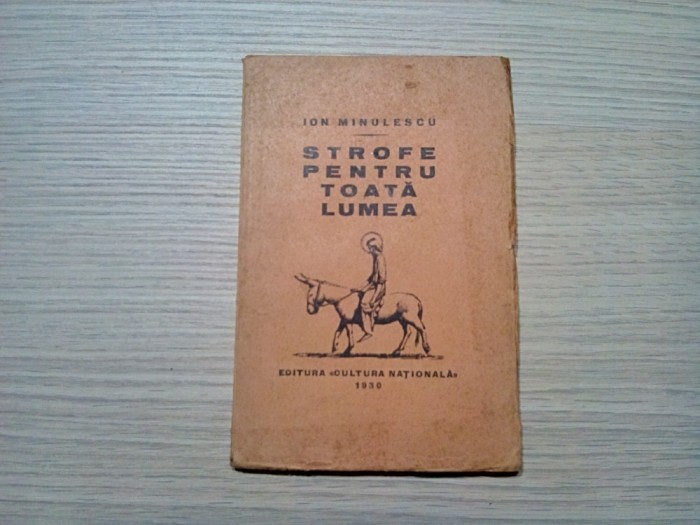 ION MINULESCU
STROFE
PENTRU
TOATĂ
LUMEA
EDITURA «CULTURA NAȚIONALĂ»
1930